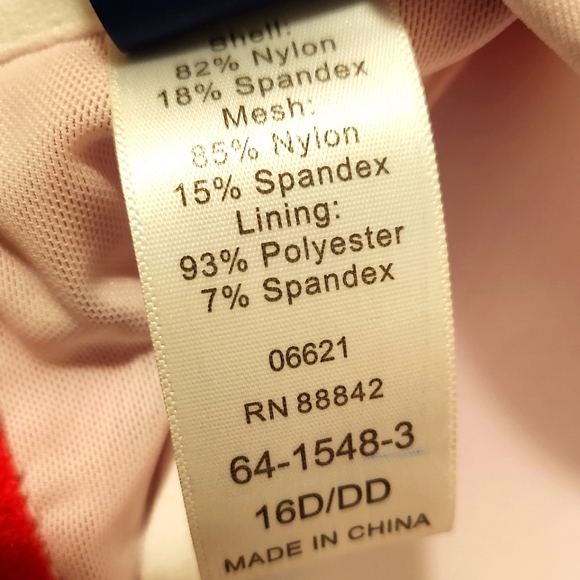 Shell:
82% Nylon
18% Spandex
Mesh:
85% Nylon
15% Spandex
Lining:
93% Polyester
7% Spandex
06621
RN 88842
64-1548-3
16D/DD
MADE IN CHINA